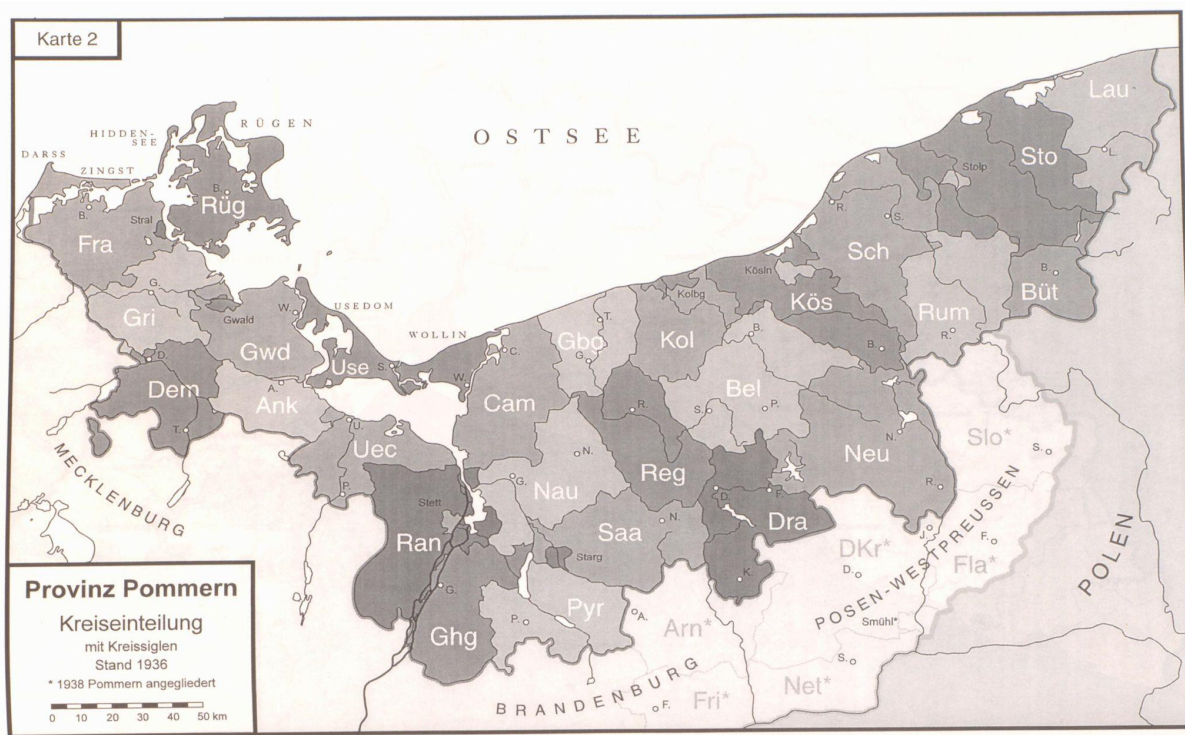 Karte 2
OSTSEE
RÜGEN
HIDDEN-
SEE
DARSS
ZINGST
USEDOM
WOLLIN
Lau
L.
Sto
Stolp
B.
Rüg
B.
Stral
Fra
R.
S.
Sch
G.
Gri
Gwald
W.
Gwd
Kösln
Kös
Kolbg
B.
Büt
Rum
R.
B.
Gbo
T.
G.
Kol
B.
Bel
S.
P.
D.
Dem
T.
A.
Ank
Use
S.
W.
C.
Cam
U.
Uec
P.
R.
Reg
N.
Neu
R.
Slo*
S.
N.
G.
Nau
Stett
Ran
Saa
N.
Starg
D.
F.
Dra
K.
DKr*
D.
F.
Fla*
Smühl*
G.
Ghg
P.
Pyr
A.
Arn*
S.
Net*
Fri*
F.
MECKLENBURG
BRANDENBURG
POSEN-WESTPREUSSEN
POLEN
Provinz Pommern
Kreiseinteilung
mit Kreissiglen
Stand 1936
* 1938 Pommern angegliedert
0 10 20 30 40 50 km